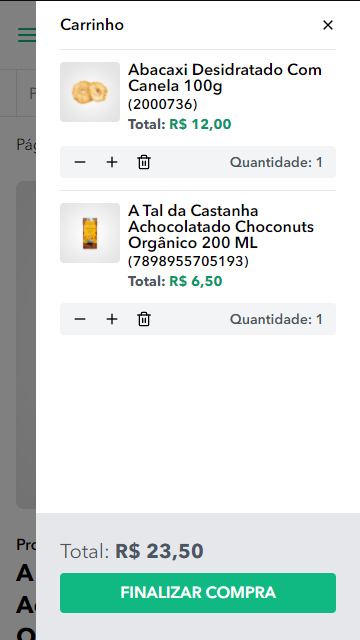 Carrinho
Abacaxi Desidratado Com
Canela 100g
(2000736)
Total: R$ 12,00
Quantidade: 1
A Tal da Castanha
Achocolatado Choconuts
Orgânico 200 ML
(7898955705193)
Total: R$ 6,50
Quantidade: 1
Total: R$ 23,50
FINALIZAR COMPRA
Pág
Pro
A